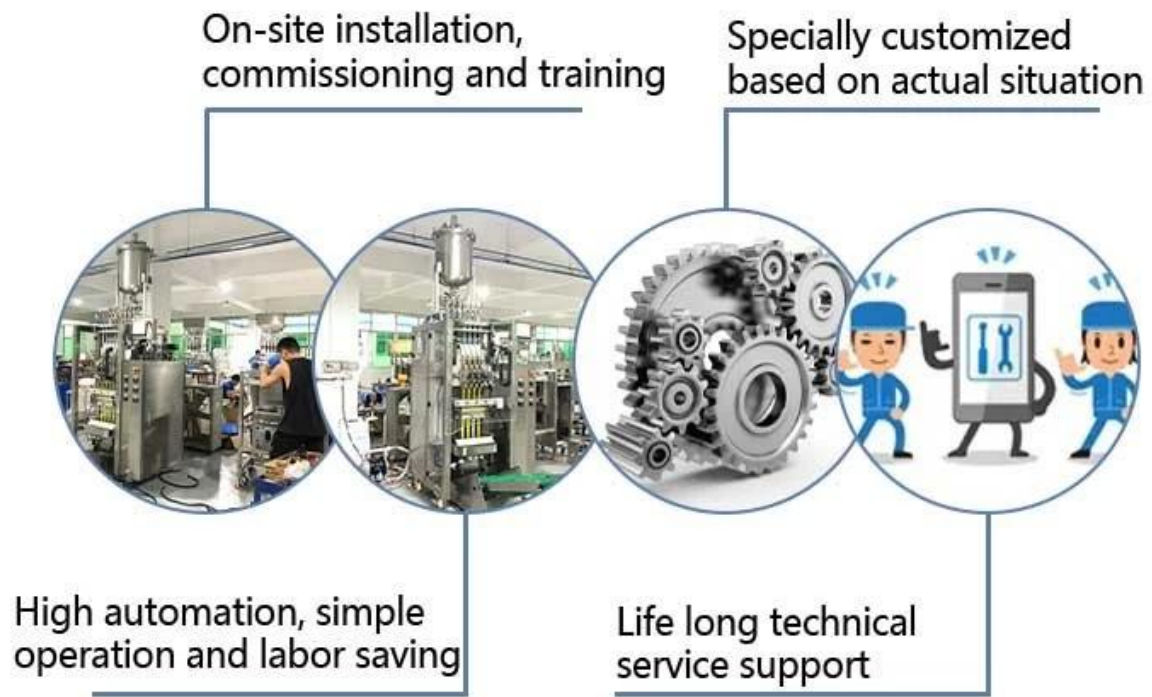 On-site installation,
commissioning and training
Specially customized
based on actual situation
High automation, simple
operation and labor saving
Life long technical
service support